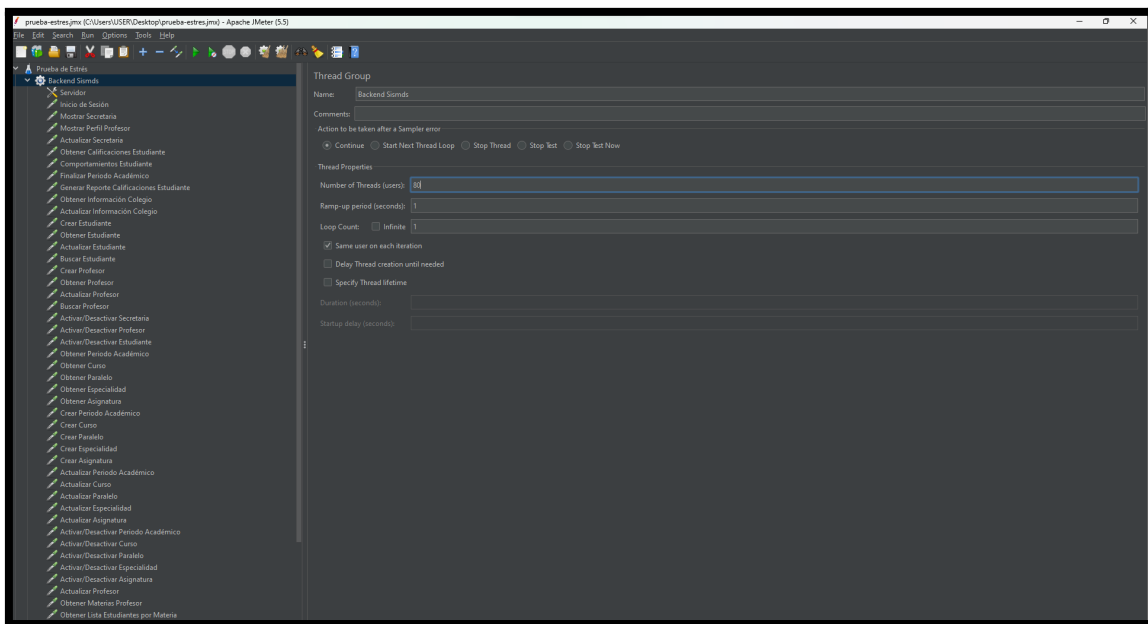 prueba-estres.jmx (C:\Users\USER\Desktop\prueba-estres.jmx) - Apache JMeter (5.5)
File Edit Search Run Options Tools Help
Prueba de Estrés
Backend Sismds
Servidor
Inicio de Sesión
Mostrar Secretaria
Mostrar Perfil Profesor
Actualizar Secretaria
Obtener Calificaciones Estudiante
Comportamientos Estudiante
Finalizar Periodo Académico
Generar Reporte Calificaciones Estudiante
Obtener Información Colegio
Actualizar Información Colegio
Crear Estudiante
Obtener Estudiante
Actualizar Estudiante
Buscar Estudiante
Crear Profesor
Obtener Profesor
Actualizar Profesor
Buscar Profesor
Activar/Desactivar Secretaria
Activar/Desactivar Profesor
Activar/Desactivar Estudiante
Obtener Periodo Académico
Obtener Curso
Obtener Paralelo
Obtener Especialidad
Obtener Asignatura
Crear Periodo Académico
Crear Curso
Crear Paralelo
Crear Especialidad
Crear Asignatura
Actualizar Periodo Académico
Actualizar Curso
Actualizar Paralelo
Actualizar Especialidad
Actualizar Asignatura
Activar/Desactivar Periodo Académico
Activar/Desactivar Curso
Activar/Desactivar Paralelo
Activar/Desactivar Especialidad
Activar/Desactivar Asignatura
Actualizar Profesor
Obtener Materias Profesor
Obtener Lista Estudiantes por Materia
Thread Group
Name: Backend Sismds
Comments:
Action to be taken after a Sampler error
Continue Start Next Thread Loop Stop Thread Stop Test Stop Test Now
Thread Properties
Number of Threads (users): 80
Ramp-up period (seconds): 1
Loop Count: Infinite 1
Same user on each iteration
Delay Thread creation until needed
Specify Thread lifetime
Duration (seconds):
Startup delay (seconds):